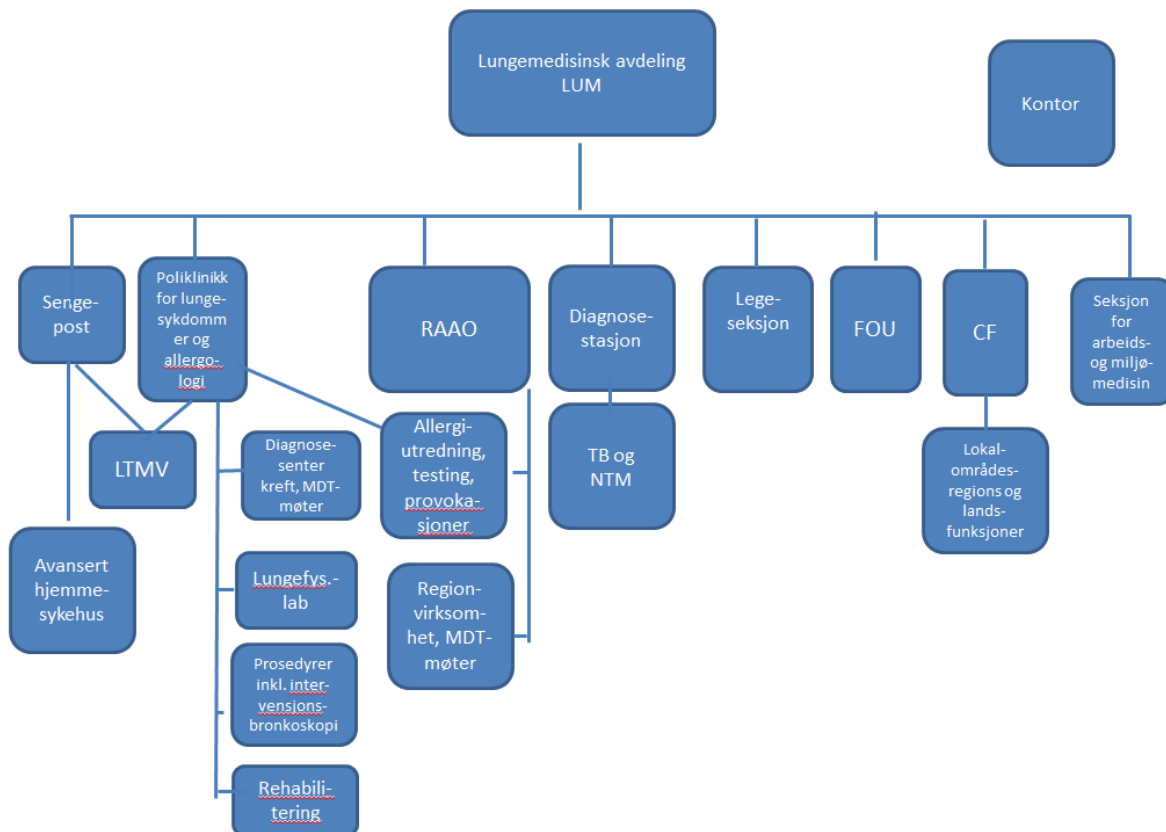 Lungemedisinsk avdeling
LUM
Kontor
Senge-
post
Poliklinikk
for lunge-
sykdomm
er og
allergo-
logi
RAAO
Diagnose-
stasjon
Lege-
seksjon
FOU
CF
Seksjon
for
arbeids-
og miljø-
medisin
LTMV
Diagnose-
senter
kreft, MDT-
møter
Allergi-
utredning,
testing,
provoka-
sjoner
TB og
NTM
Lokal-
områdes-
regions og
lands-
funksjoner
Avansert
hjemme-
sykehus
Lungefys.-
lab
Region-
virksom-
het, MDT-
møter
Prosedyrer
inkl. inter-
vensjons-
bronkoskopi
Rehabili-
tering